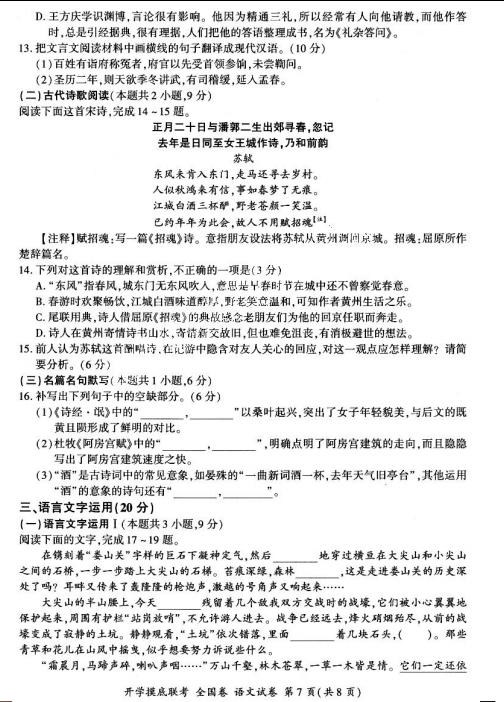 D. 王方庆学识渊博,言论很有影响。他因为精通三礼,所以经常有人向他请教,而他作答
时,总是引经据典,很有理据,人们把他的答语整理成书,名为《礼杂答问》。
13. 把文言文阅读材料中画横线的句子翻译成现代汉语。(10 分)
(1)百姓有诣府称冤者,府官以先受首领参饷,未尝鞫问。
(2)圣历二年,则天欲季冬讲武,有司稽缓,延入孟春。
(二)古代诗歌阅读(本题共 2 小题,9 分)
阅读下面这首宋诗,完成 14～15 题。
正月二十日与潘郭二生出郊寻春,忽记
去年是日同至女王城作诗,乃和前韵
苏轼
东风未肯入东门,走马还寻去岁村。
人似秋鸿来有信,事如春梦了无痕。
江城白酒三杯酽,野老苍颜一笑温。
已约年年为此会,故人不用赋招魂【注】。
【注释】赋招魂:写一篇《招魂》诗。意指朋友设法将苏轼从黄州调回京城。招魂:屈原所作
楚辞篇名。
14. 下列对这首诗的理解和赏析,不正确的一项是(3 分)
A. “东风”指春风,城东门无东风吹入,意思是早春时节在城中还不曾察觉春意。
B. 春游时欢聚畅饮,江城白酒味道醇厚,野老笑意温和,可知作者黄州生活之乐。
C. 尾联用典,诗人借屈原《招魂》的典故感念老朋友们为他的回京任职而奔走。
D. 诗人在黄州寄情诗书山水,寄情新交故旧,但也难免沮丧,有消极避世的想法。
15. 前人认为苏轼这首酬唱诗,在记游中隐含对友人关心的回应,对这一观点应怎样理解? 请简
要分析。(6 分)
(三)名篇名句默写(本题共 1 小题,6 分)
16. 补写出下列句子中的空缺部分。(6 分)
(1)《诗经·氓》中的“________,________”以桑叶起兴,突出了女子年轻貌美,与后文的既
黄且陨形成了鲜明的对比。
(2)杜牧《阿房宫赋》中的“________,________”,明确点明了阿房宫建筑的走向,而且隐隐
写出了阿房宫建筑速度之快。
(3)“酒”是古诗词中的常见意象,如晏殊的“一曲新词酒一杯,去年天气旧亭台”,其他运用
“酒”的意象的诗句还有“________,________”。
三、语言文字运用(20 分)
(一)语言文字运用Ⅰ(本题共 3 小题,9 分)
阅读下面的文字,完成 17～19 题。
在镌刻着“娄山关”字样的巨石下凝神定气,然后________地穿过横亘在大尖山和小尖山
之间的石桥,一步一步踏上大尖山的石梯。苔痕深绿,森林________,这是走进娄山关的历史深
处了吗? 耳畔又传来了轰隆隆的枪炮声,激越的号角声又响起来……
大尖山的半山腰上,今天________残留着几个敌我双方交战时的战壕,它们被小心翼翼地
保护起来,周围有护栏“站岗放哨”,不允许游人进去。战争已经远去,烽火硝烟殆尽,从前的战
壕变成了寂静的土坑。静静观看,“土坑”依次错落,里面________着几块石头,(    )。那些
青草和花儿在山风中摇曳,似乎想要努力诉说些什么。
“霜晨月,马蹄声碎,喇叭声咽……”万山千壑,林木苍翠,一草一木皆是情。它们一定还依
开学摸底联考 全国卷 语文试卷 第 7 页(共 8 页)